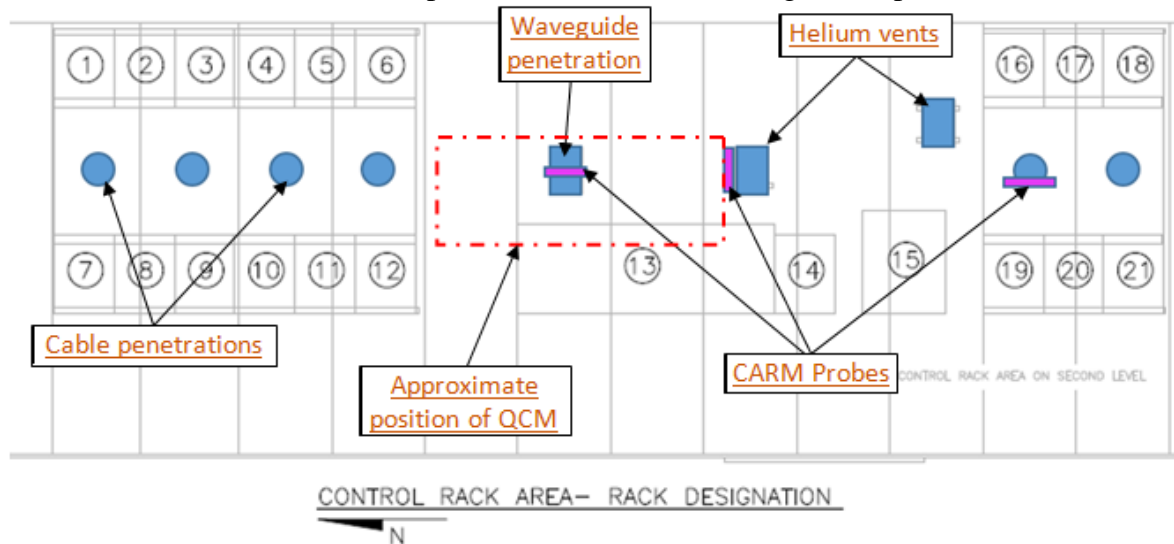 Waveguide
penetration
Helium vents
1 2 3 4 5 6
16 17 18
7 8 9 10 11 12
13
14
15
19 20 21
Cable penetrations
Approximate
position of QCM
CARM Probes
CONTROL RACK AREA ON SECOND LEVEL
CONTROL RACK AREA- RACK DESIGNATION
N